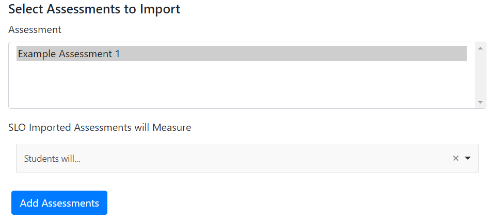 Select Assessments to Import
Assessment
Example Assessment 1
SLO Imported Assessments will Measure
Students will...
Add Assessments